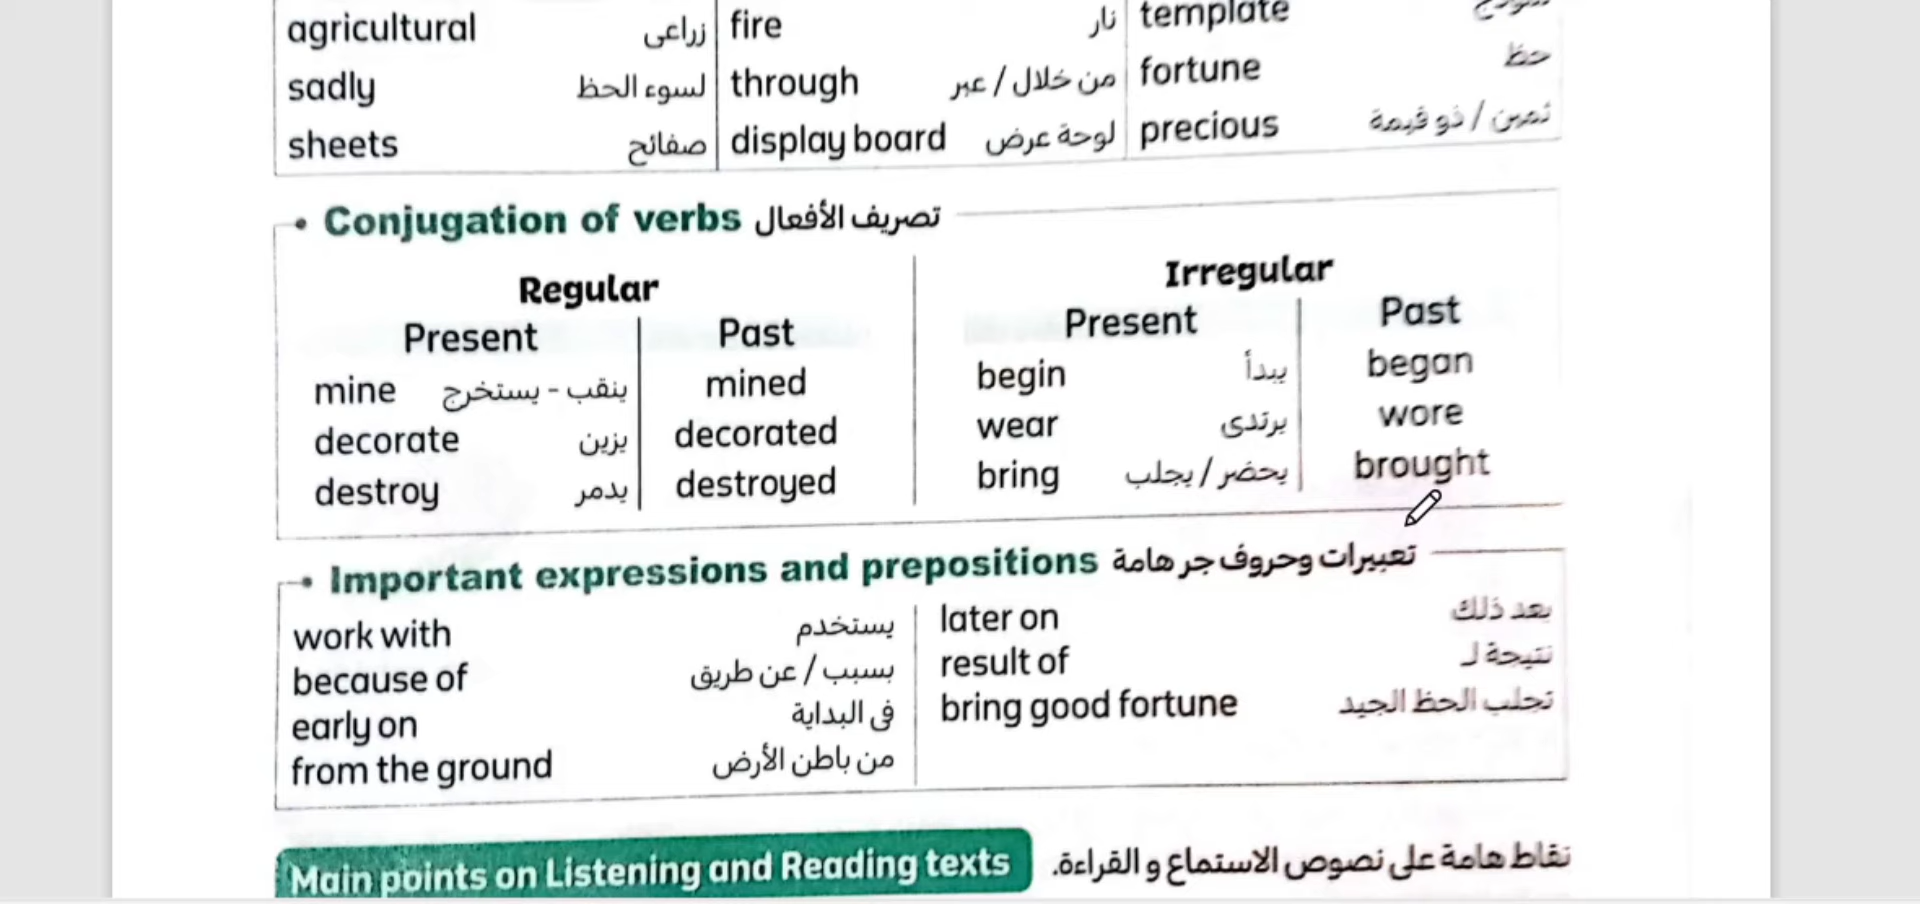 agricultural زراعى fire نار template
sadly لسوء الحظ through من خلال / عبر fortune حظ
sheets صفائح display board لوحة عرض precious ثمين / ذو قيمة
• Conjugation of verbs تصريف الأفعال
Regular Irregular
Present Past Present Past
mine ينقب - يستخرج mined begin يبدأ began
decorate يزين decorated wear يرتدى wore
destroy يدمر destroyed bring يحضر / يجلب brought
• Important expressions and prepositions تعبيرات وحروف جر هامة
work with يستخدم later on بعد ذلك
because of بسبب / عن طريق result of نتيجة لـ
early on فى البداية bring good fortune تجلب الحظ الجيد
from the ground من باطن الأرض
Main points on Listening and Reading texts نقاط هامة على نصوص الاستماع و القراءة.